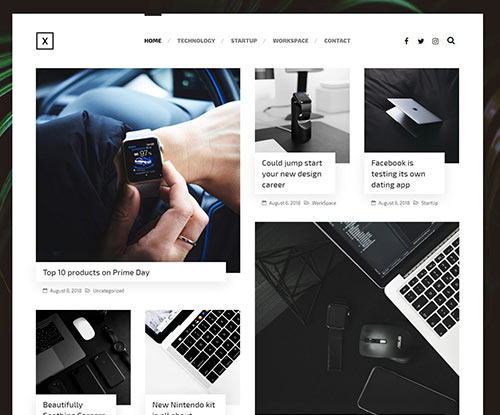 X
HOME / TECHNOLOGY / STARTUP / WORKSPACE / CONTACT
97%
Top 10 products on Prime Day
August 8, 2018 Uncategorized
Could jump start
your new design
career
August 6, 2018 WorkSpace
Facebook is
testing its own
dating app
August 6, 2018 StartUp
Beautifully
Soothing Careers
New Nintendo kit
is all about